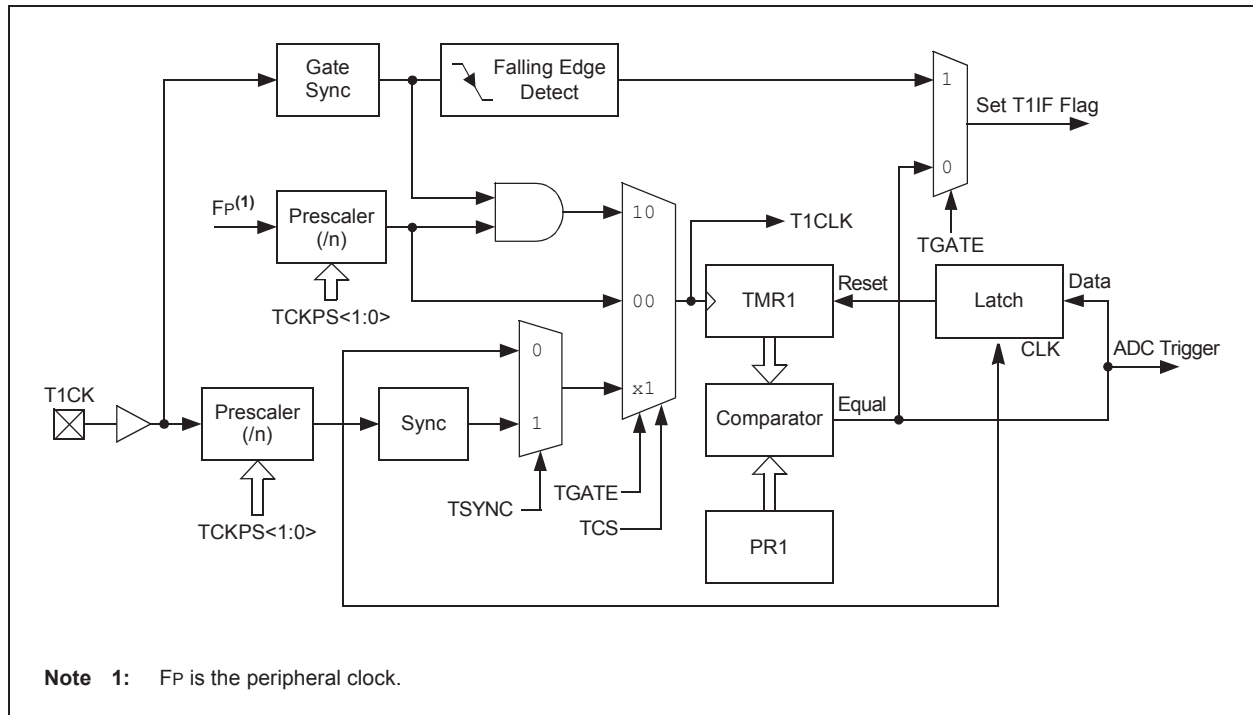 Gate
Sync
Falling Edge
Detect
1
Set T1IF Flag
0
TGATE
FP(1)
Prescaler
(/n)
TCKPS<1:0>
10
00
x1
T1CLK
TMR1
Reset
Latch
Data
CLK
ADC Trigger
0
1
T1CK
Prescaler
(/n)
Sync
TCKPS<1:0>
TSYNC
TGATE
TCS
Comparator
Equal
PR1
Note 1: FP is the peripheral clock.